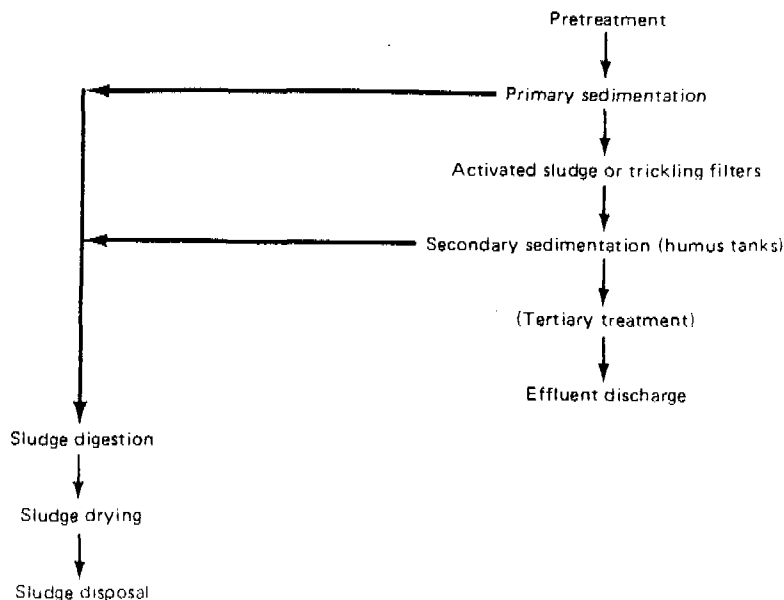 Pretreatment
Primary sedimentation
Activated sludge or trickling filters
Secondary sedimentation (humus tanks)
(Tertiary treatment)
Effluent discharge
Sludge digestion
Sludge drying
Sludge disposal